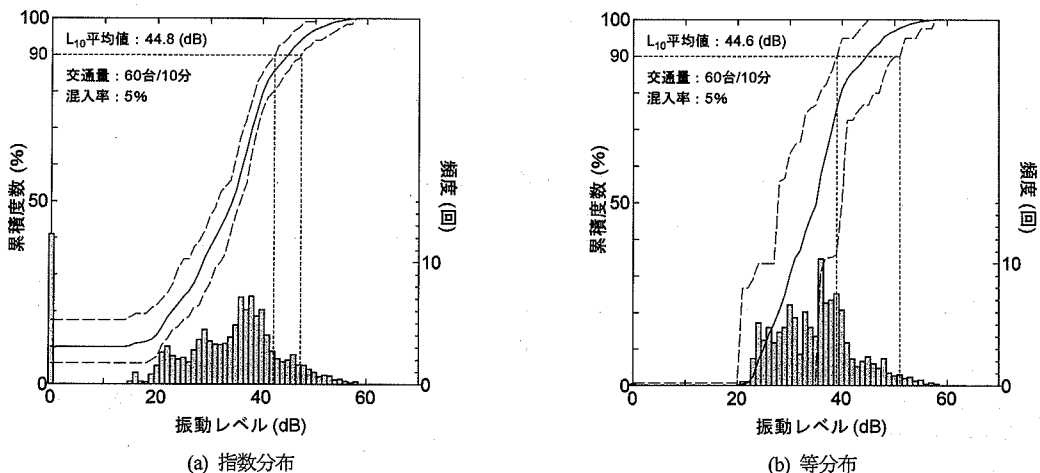 100
90
50
0
累積度数 (%)
L10平均値：44.8 (dB)
交通量：60台/10分
混入率：5%
頻度 (回)
10
0
0
20
40
60
振動レベル (dB)
(a) 指数分布
100
90
50
0
累積度数 (%)
L10平均値：44.6 (dB)
交通量：60台/10分
混入率：5%
頻度 (回)
10
0
0
20
40
60
振動レベル (dB)
(b) 等分布